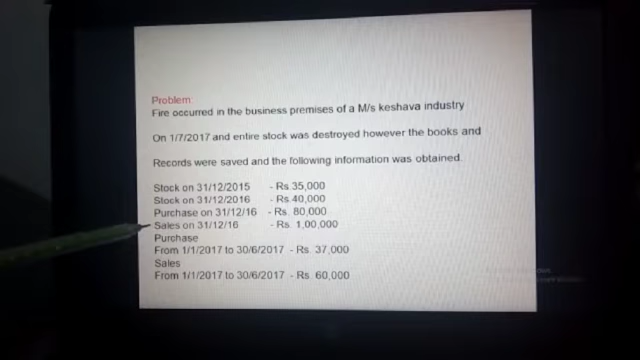 Problem
Fire occurred in the business premises of a M/s keshava industry
On 1/7/2017 and entire stock was destroyed however the books and
Records were saved and the following information was obtained.
Stock on 31/12/2015 - Rs.35,000
Stock on 31/12/2016 - Rs.40,000
Purchase on 31/12/16 - Rs. 80,000
Sales on 31/12/16 - Rs. 1,00,000
Purchase
From 1/1/2017 to 30/6/2017 - Rs. 37,000
Sales
From 1/1/2017 to 30/6/2017 - Rs. 60,000